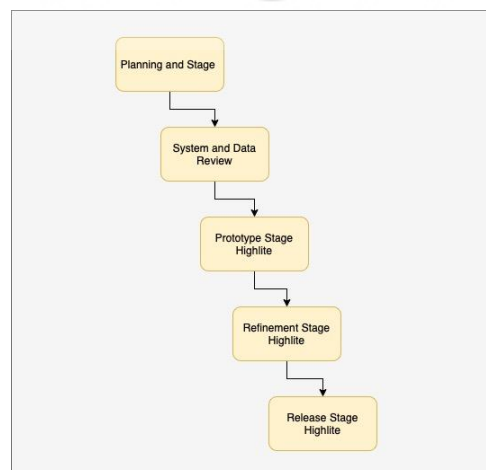 Planning and Stage
System and Data
Review
Prototype Stage
Highlite
Refinement Stage
Highlite
Release Stage
Highlite